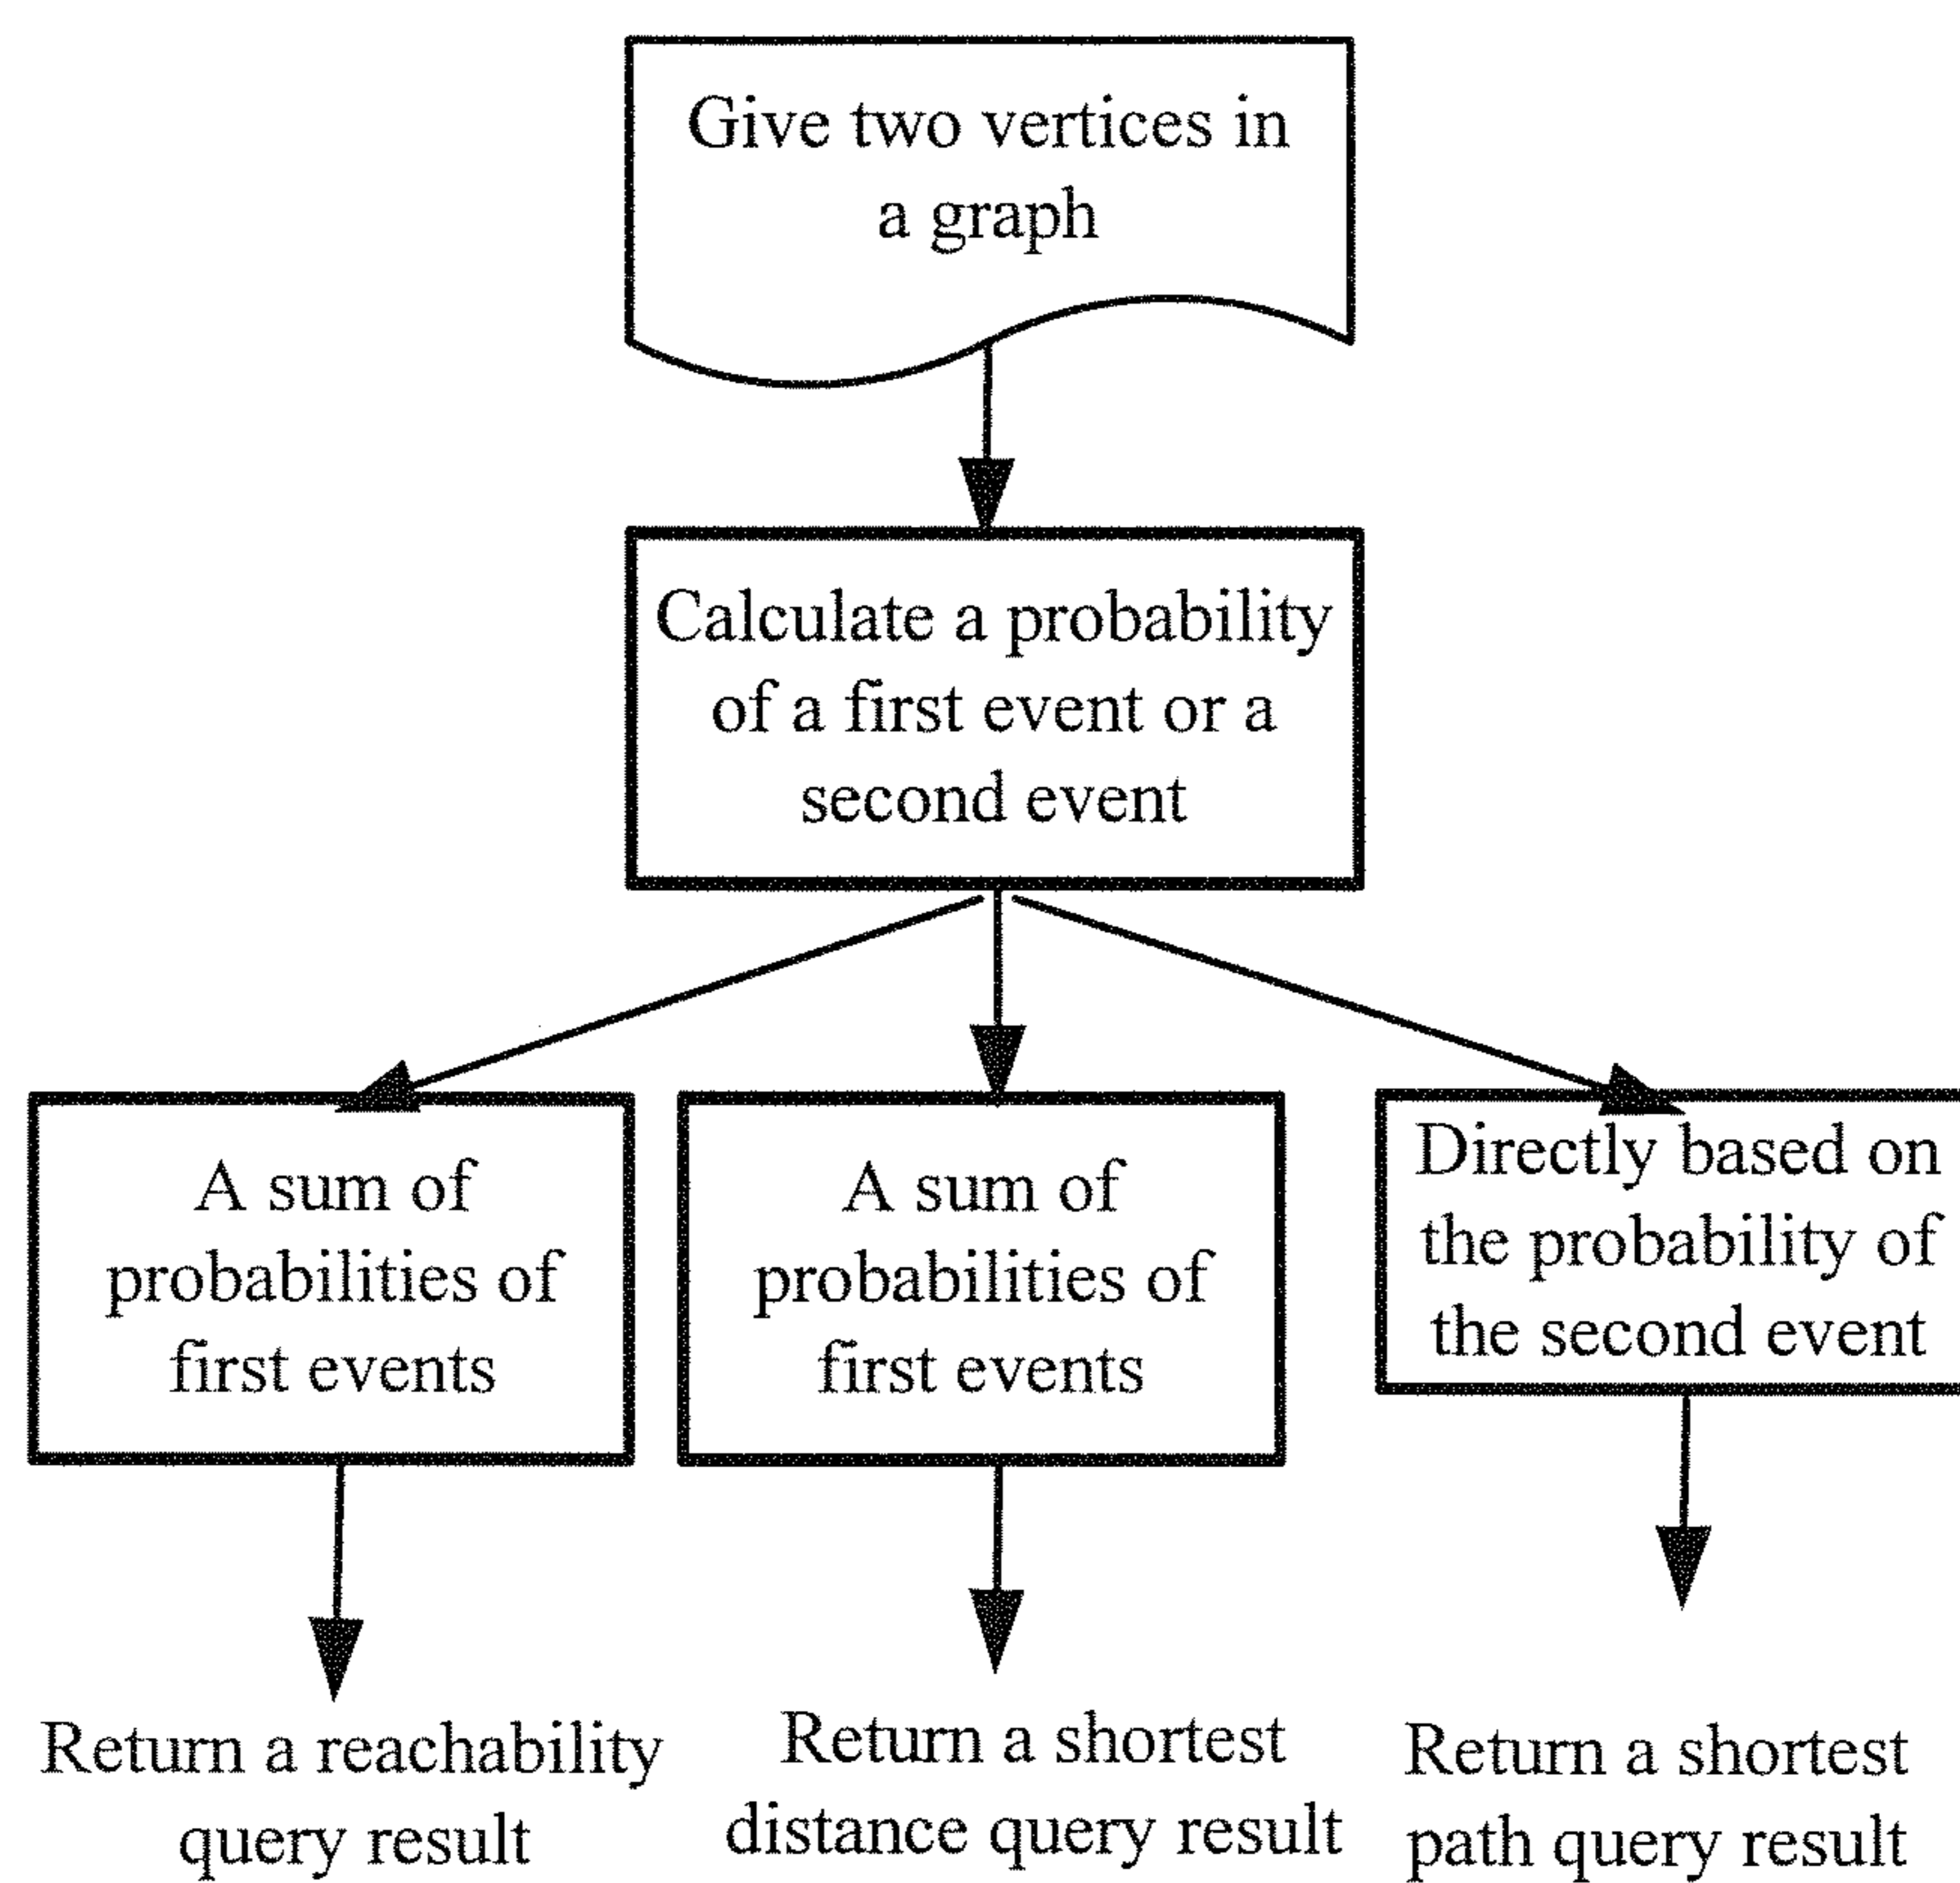 Give two vertices in
a graph
Calculate a probability
of a first event or a
second event
A sum of
probabilities of
first events
A sum of
probabilities of
first events
Directly based on
the probability of
the second event
Return a reachability
query result
Return a shortest
distance query result
Return a shortest
path query result